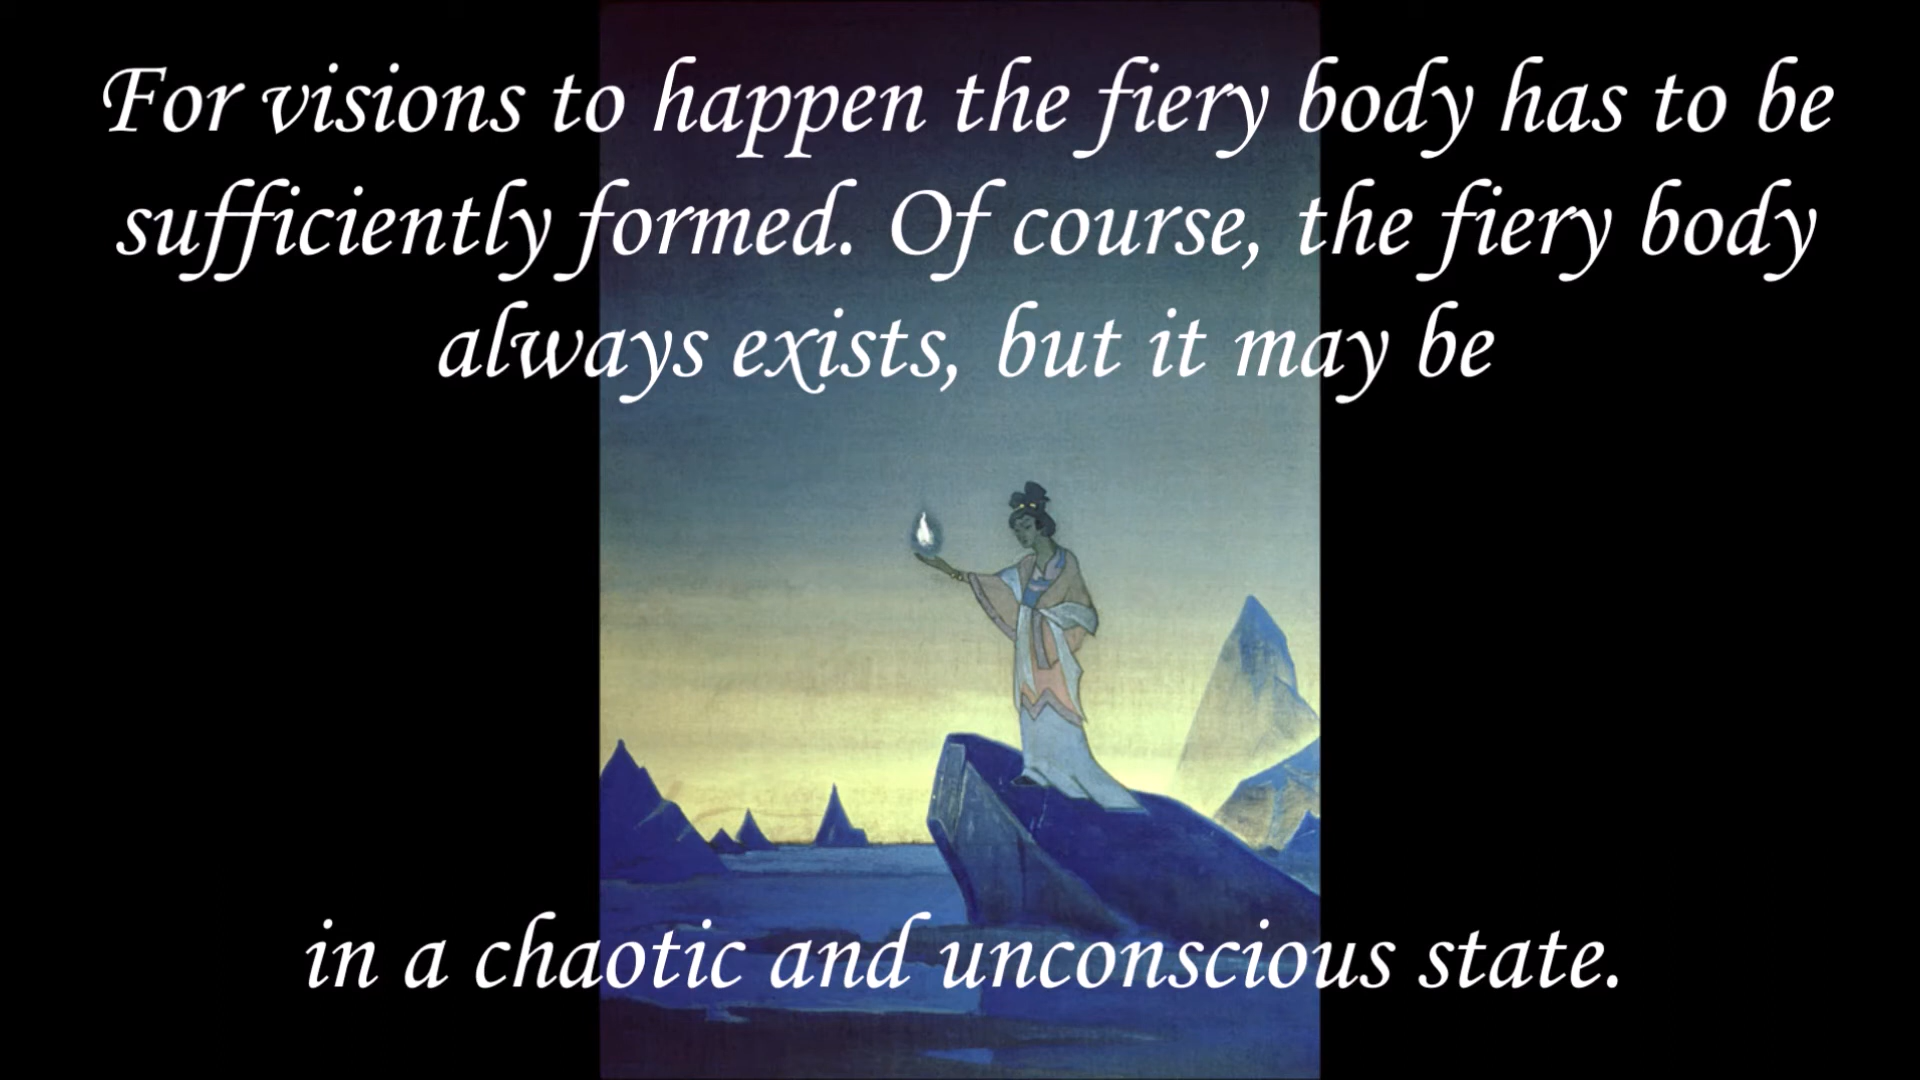 For visions to happen the fiery body has to be
sufficiently formed. Of course, the fiery body
always exists, but it may be
in a chaotic and unconscious state.